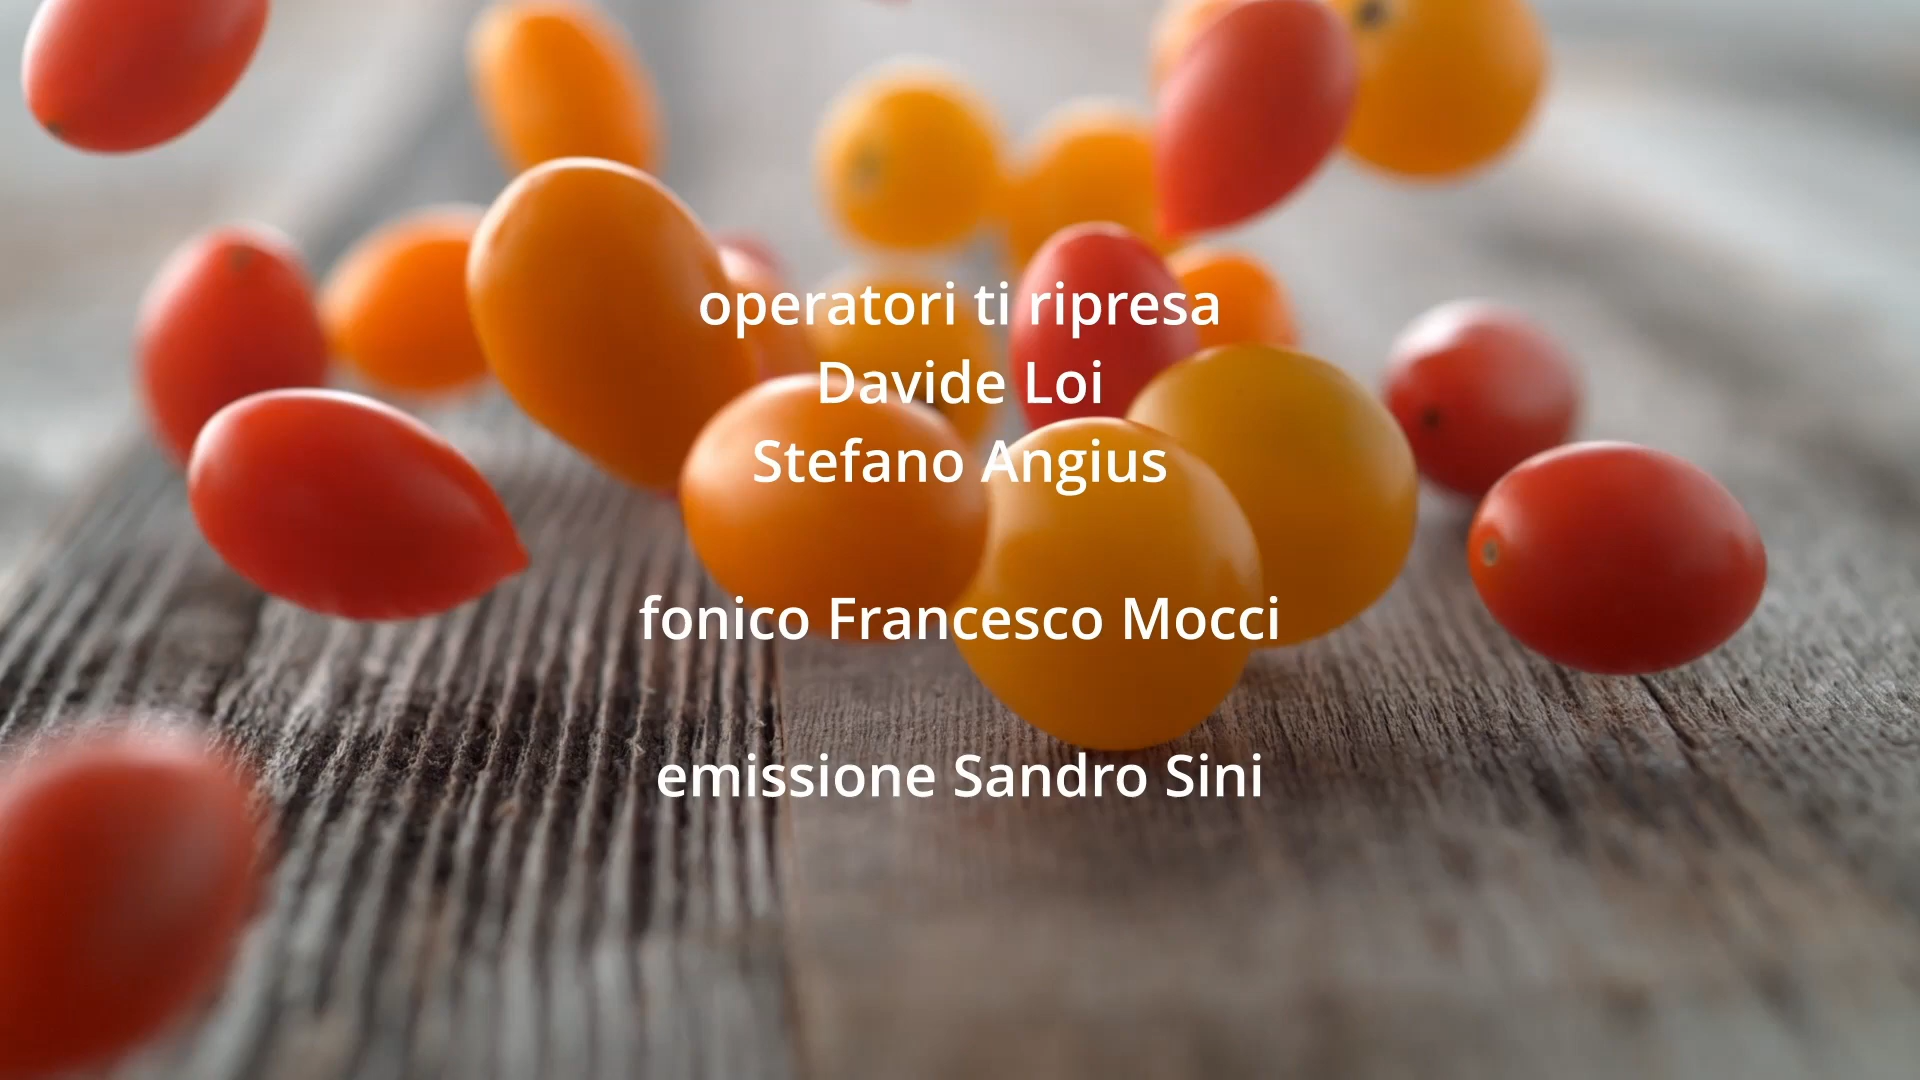 operatori ti ripresa
Davide Loi
Stefano Angius
fonico Francesco Mocci
emissione Sandro Sini